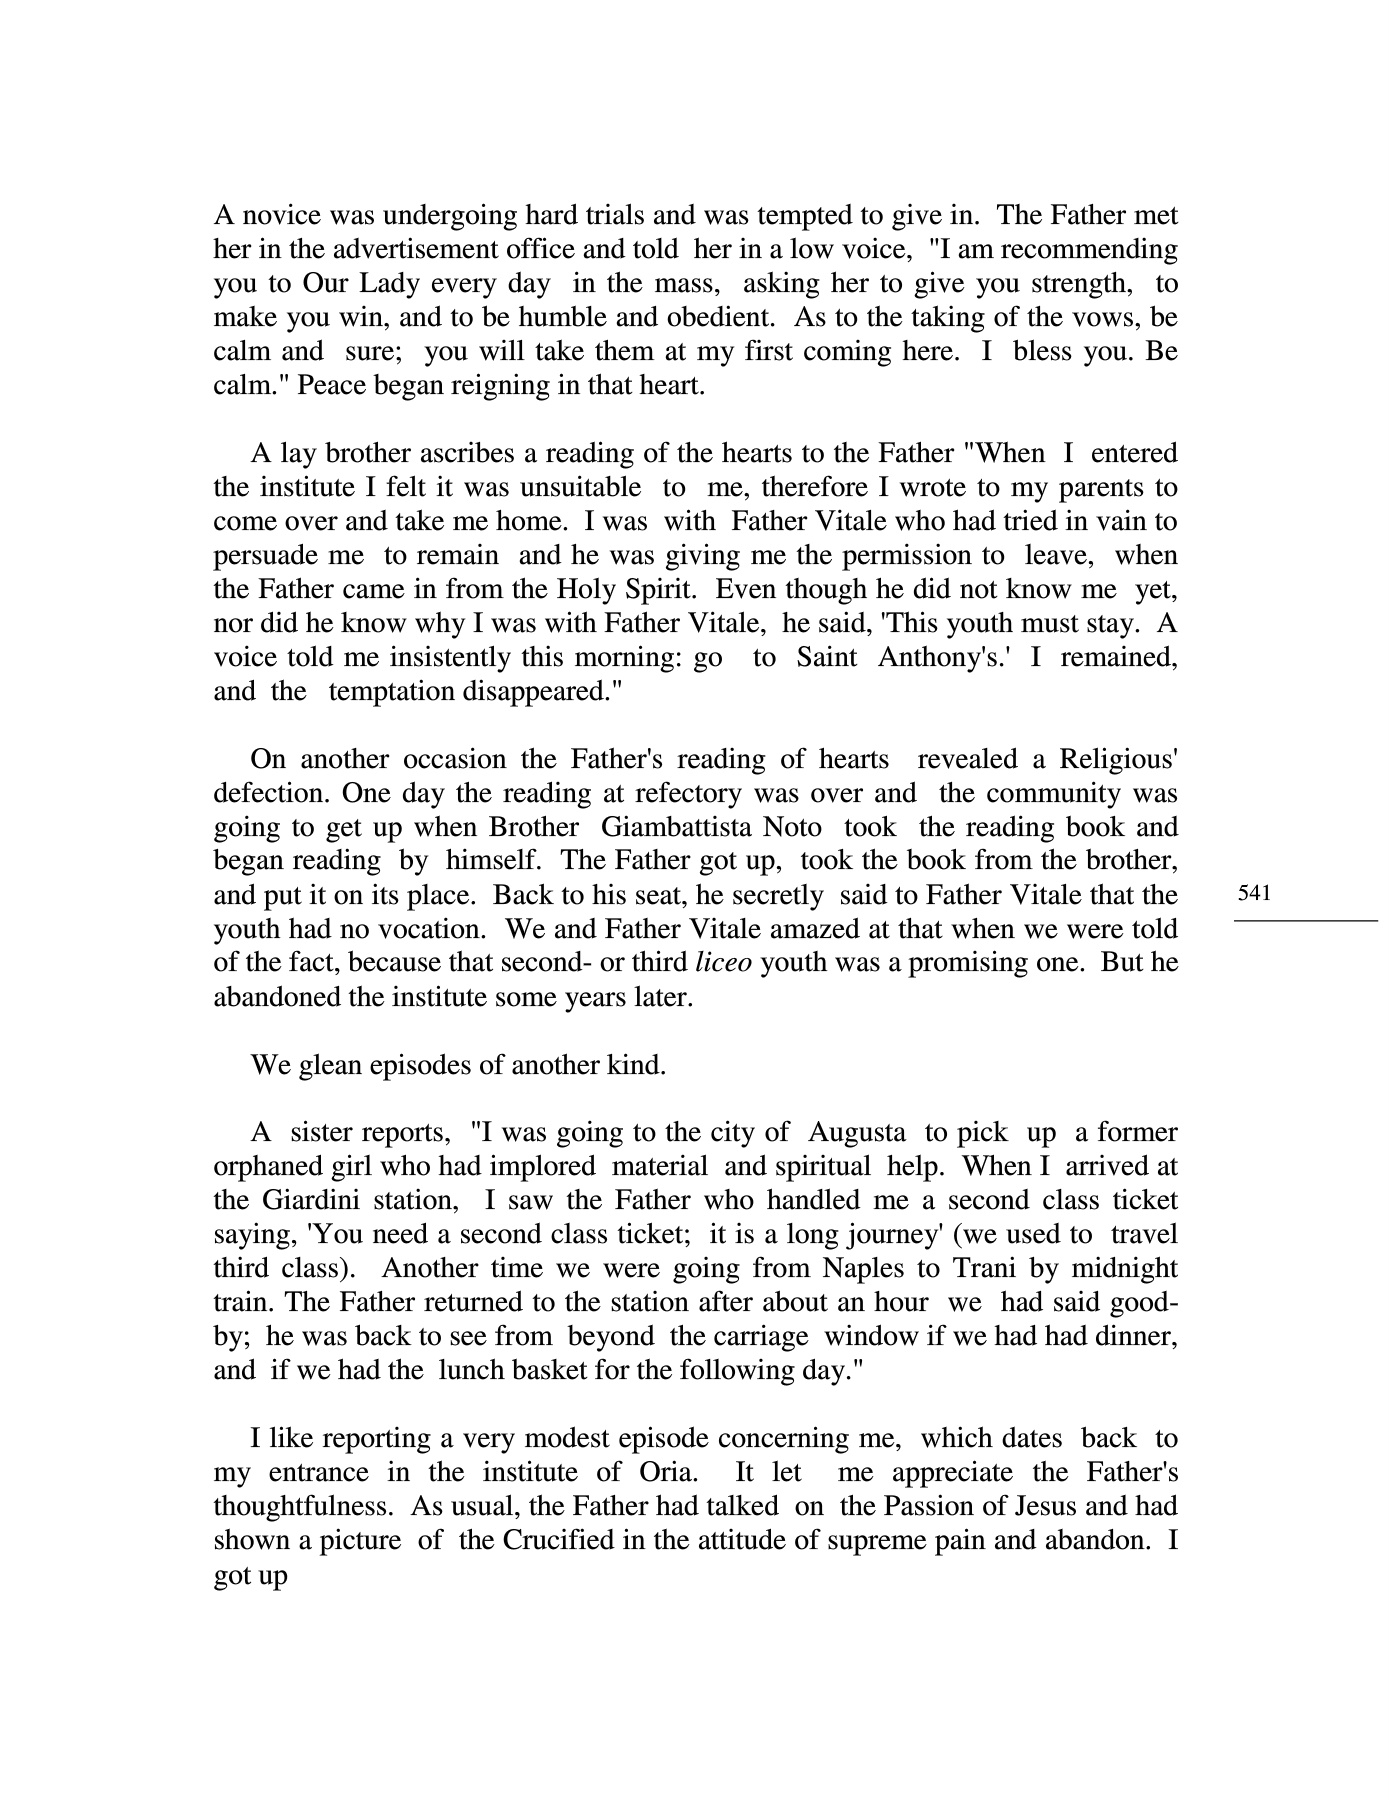 A novice was undergoing hard trials and was tempted to give in. The Father met
her in the advertisement office and told her in a low voice, "I am recommending
you to Our Lady every day in the mass, asking her to give you strength, to
make you win, and to be humble and obedient. As to the taking of the vows, be
calm and sure; you will take them at my first coming here. I bless you. Be
calm." Peace began reigning in that heart.
A lay brother ascribes a reading of the hearts to the Father "When I entered
the institute I felt it was unsuitable to me, therefore I wrote to my parents to
come over and take me home. I was with Father Vitale who had tried in vain to
persuade me to remain and he was giving me the permission to leave, when
the Father came in from the Holy Spirit. Even though he did not know me yet,
nor did he know why I was with Father Vitale, he said, 'This youth must stay. A
voice told me insistently this morning: go to Saint Anthony's.' I remained,
and the temptation disappeared."
On another occasion the Father's reading of hearts revealed a Religious'
defection. One day the reading at refectory was over and the community was
going to get up when Brother Giambattista Noto took the reading book and
began reading by himself. The Father got up, took the book from the brother,
and put it on its place. Back to his seat, he secretly said to Father Vitale that the
youth had no vocation. We and Father Vitale amazed at that when we were told
of the fact, because that second- or third liceo youth was a promising one. But he
abandoned the institute some years later.
We glean episodes of another kind.
A sister reports, "I was going to the city of Augusta to pick up a former
orphaned girl who had implored material and spiritual help. When I arrived at
the Giardini station, I saw the Father who handled me a second class ticket
saying, 'You need a second class ticket; it is a long journey' (we used to travel
third class). Another time we were going from Naples to Trani by midnight
train. The Father returned to the station after about an hour we had said good-
by; he was back to see from beyond the carriage window if we had had dinner,
and if we had the lunch basket for the following day."
I like reporting a very modest episode concerning me, which dates back to
my entrance in the institute of Oria. It let me appreciate the Father's
thoughtfulness. As usual, the Father had talked on the Passion of Jesus and had
shown a picture of the Crucified in the attitude of supreme pain and abandon. I
got up
541